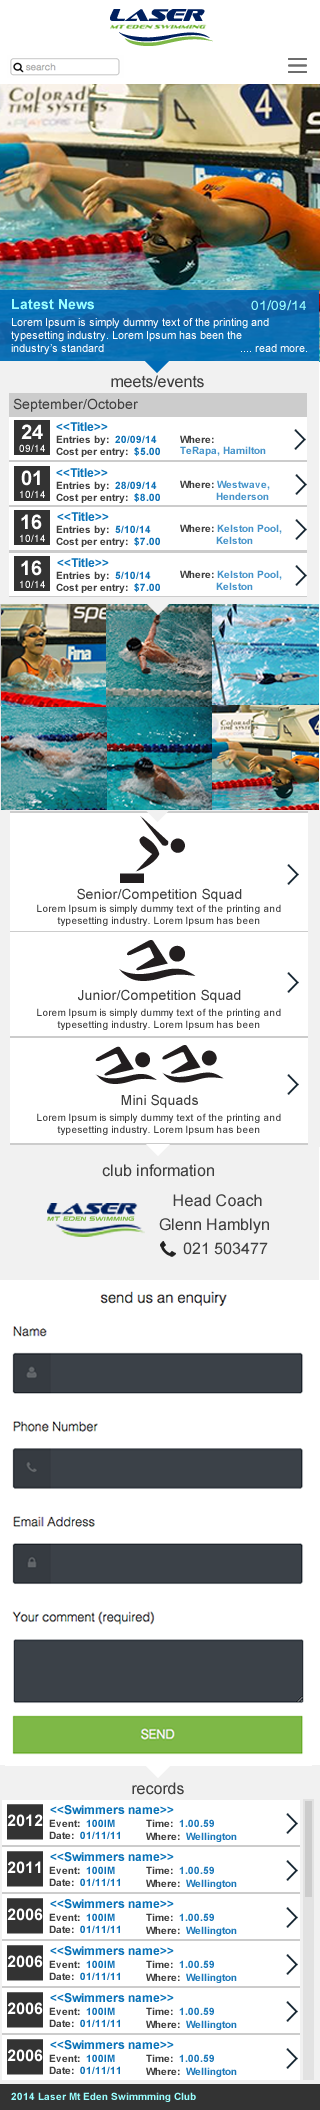 LASER
MT EDEN SWIMMING
search
Colorado
TIME SYSTEMS
4
Latest News 01/09/14
Lorem Ipsum is simply dummy text of the printing and
typesetting industry. Lorem Ipsum has been the
industry's standard .... read more.
meets/events
September/October
24 09/14
<<Title>>
Entries by: 20/09/14 Where:
Cost per entry: $5.00 TeRapa, Hamilton
01 10/14
<<Title>>
Entries by: 28/09/14 Where: Westwave,
Cost per entry: $8.00 Henderson
16 10/14
<<Title>>
Entries by: 5/10/14 Where: Kelston Pool,
Cost per entry: $7.00 Kelston
16 10/14
<<Title>>
Entries by: 5/10/14 Where: Kelston Pool,
Cost per entry: $7.00 Kelston
Fina
Senior/Competition Squad
Lorem Ipsum is simply dummy text of the printing and
typesetting industry. Lorem Ipsum has been
Junior/Competition Squad
Lorem Ipsum is simply dummy text of the printing and
typesetting industry. Lorem Ipsum has been
Mini Squads
Lorem Ipsum is simply dummy text of the printing and
typesetting industry. Lorem Ipsum has been
club information
LASER
MT EDEN SWIMMING
Head Coach
Glenn Hamblyn
021 503477
send us an enquiry
Name
Phone Number
Email Address
Your comment (required)
SEND
records
2012
<<Swimmers name>>
Event: 100IM Time: 1.00.59
Date: 01/11/11 Where: Wellington
2011
<<Swimmers name>>
Event: 100IM Time: 1.00.59
Date: 01/11/11 Where: Wellington
2006
<<Swimmers name>>
Event: 100IM Time: 1.00.59
Date: 01/11/11 Where: Wellington
2006
<<Swimmers name>>
Event: 100IM Time: 1.00.59
Date: 01/11/11 Where: Wellington
2006
<<Swimmers name>>
Event: 100IM Time: 1.00.59
Date: 01/11/11 Where: Wellington
2006
<<Swimmers name>>
Event: 100IM Time: 1.00.59
Date: 01/11/11 Where: Wellington
2014 Laser Mt Eden Swimmming Club